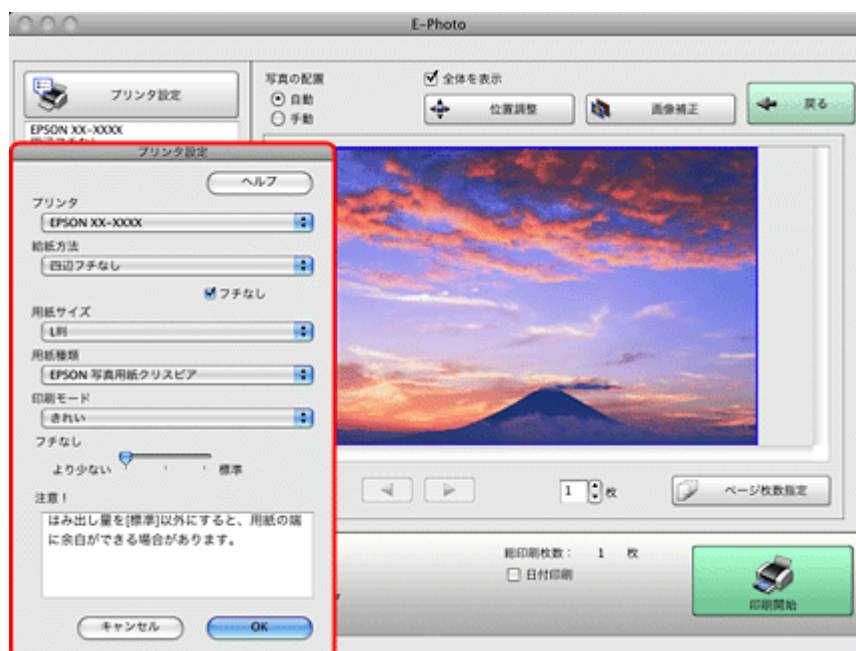 E-Photo
プリンタ設定
EPSON XX-XXXX
写真の配置
自動
手動
全体を表示
位置調整
画像補正
戻る
プリンタ設定
ヘルプ
プリンタ
EPSON XX-XXXX
給紙方法
四辺フチなし
フチなし
用紙サイズ
L判
用紙種類
EPSON 写真用紙クリスピア
印刷モード
きれい
フチなし
より少ない
標準
注意！
はみ出し量を[標準]以外にすると、用紙の端
に余白ができる場合があります。
キャンセル
OK
1 枚
ページ枚数指定
総印刷枚数： 1 枚
日付印刷
印刷開始